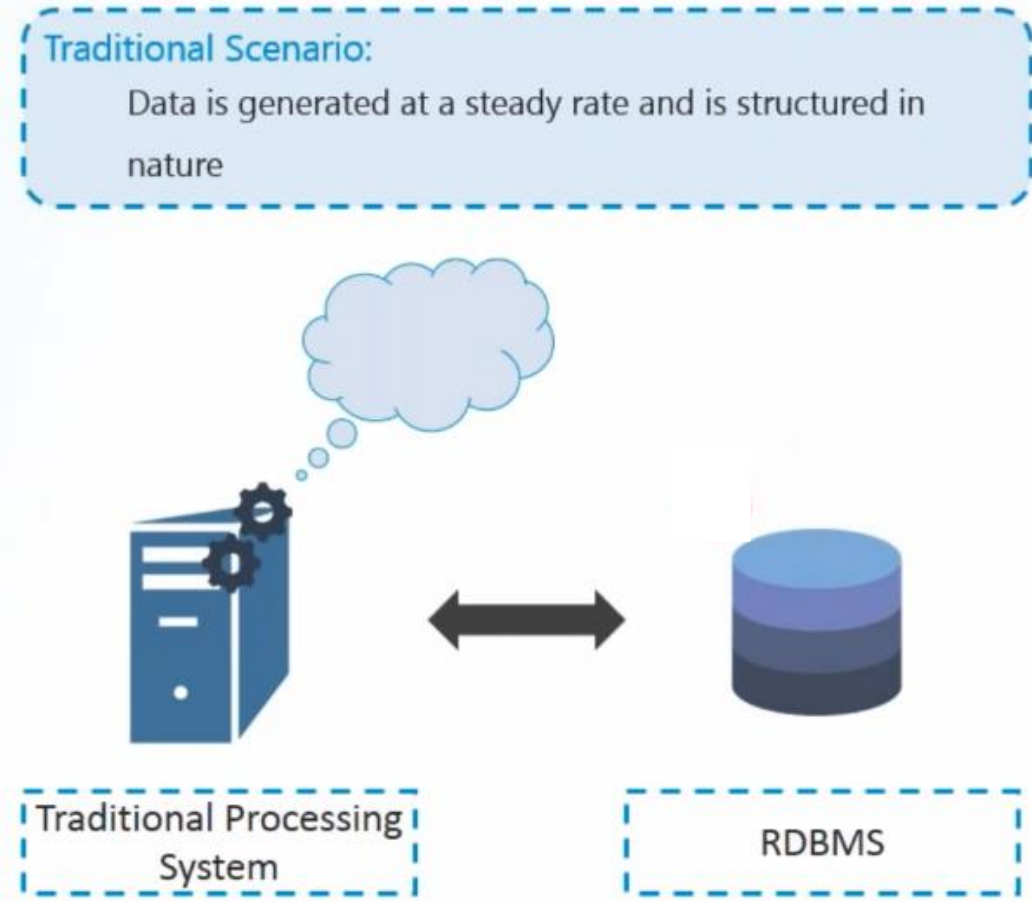 Traditional Scenario:
Data is generated at a steady rate and is structured in
nature
Traditional Processing
System
RDBMS